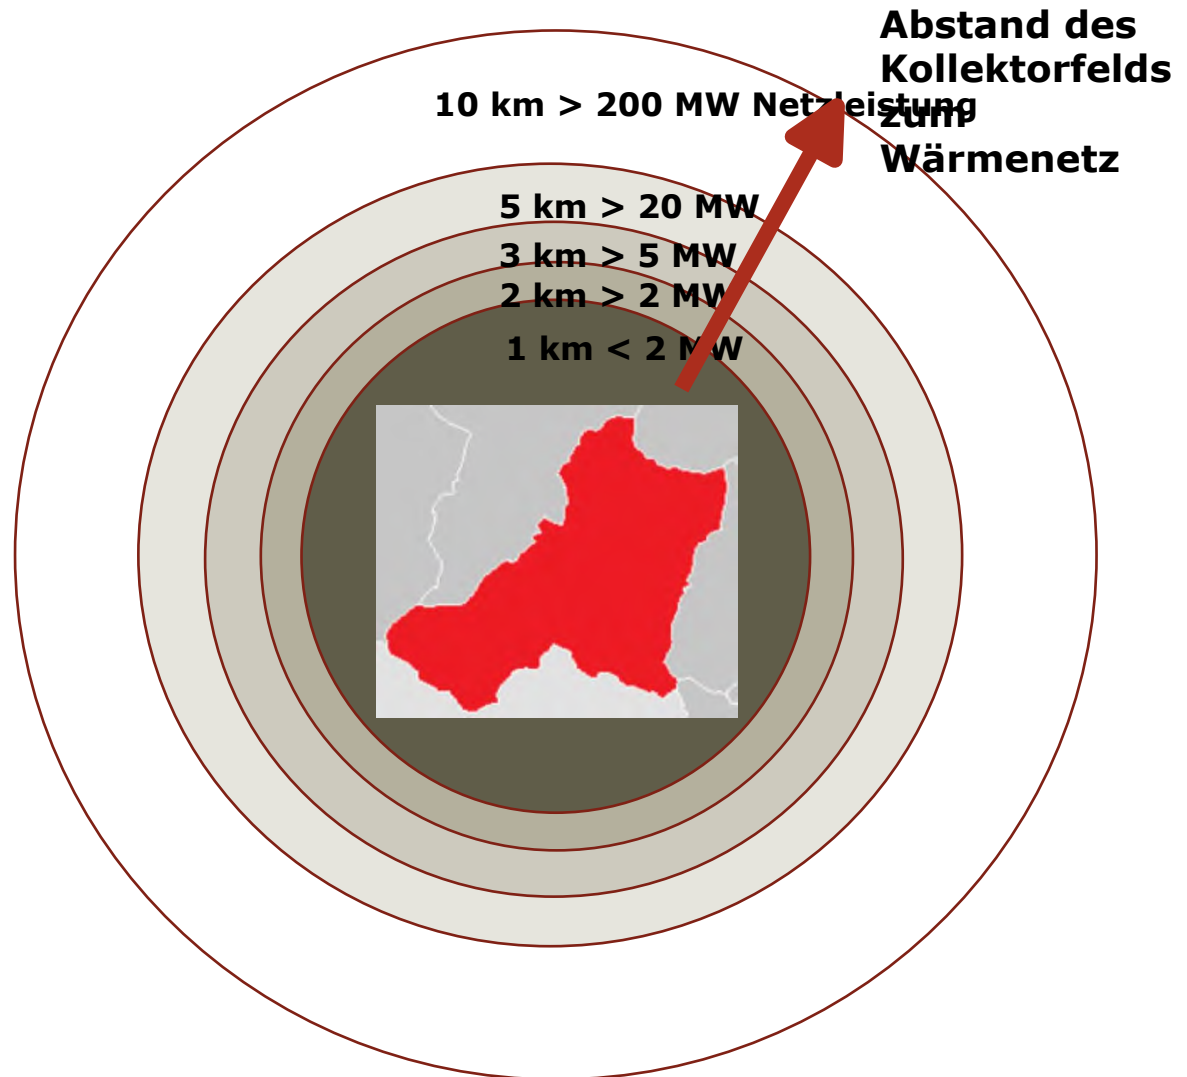 Abstand des
Kollektorfelds
zum
Wärmenetz
10 km > 200 MW Netzleistung
5 km > 20 MW
3 km > 5 MW
2 km > 2 MW
1 km < 2 MW